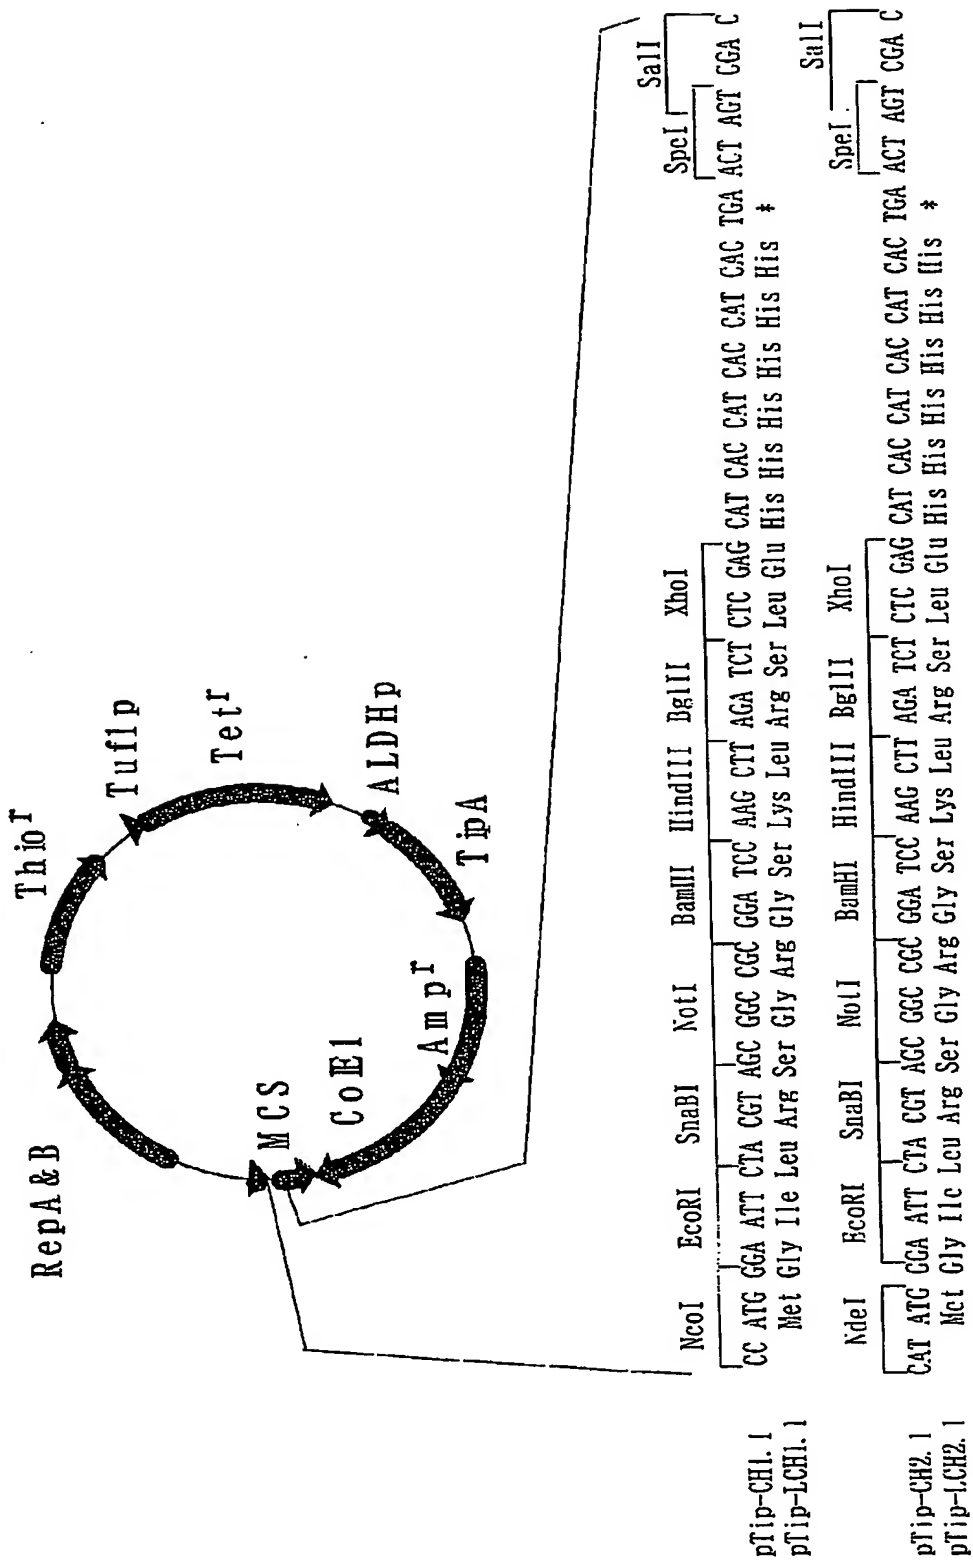 RepA&B
Thio^r
Tuf1p
Tet^r
ALDHp
TipA
Amp^r
ColE1
MCS
NcoI EcoRI SnaBI NotI BamHI HindIII BglII XhoI SpeI SalI
pTip-CH1.1
pTip-LCH1.1
CC ATG GGA ATT CTA CGT AGC GGC CGC GGA TCC AAG CTT AGA TCT CTC GAG CAT CAC CAT CAC CAT CAC TGA ACT AGT CGA C
Met Gly Ile Leu Arg Ser Gly Arg Gly Ser Lys Leu Arg Ser Leu Glu His His His His His His *
NdeI EcoRI SnaBI NotI BamHI HindIII BglII XhoI SpeI SalI
pTip-CH2.1
pTip-LCH2.1
CAT ATG GGA ATT CTA CGT AGC GGC CGC GGA TCC AAG CTT AGA TCT CTC GAG CAT CAC CAT CAC CAT CAC TGA ACT AGT CGA C
Met Gly Ile Leu Arg Ser Gly Arg Gly Ser Lys Leu Arg Ser Leu Glu His His His His His His *